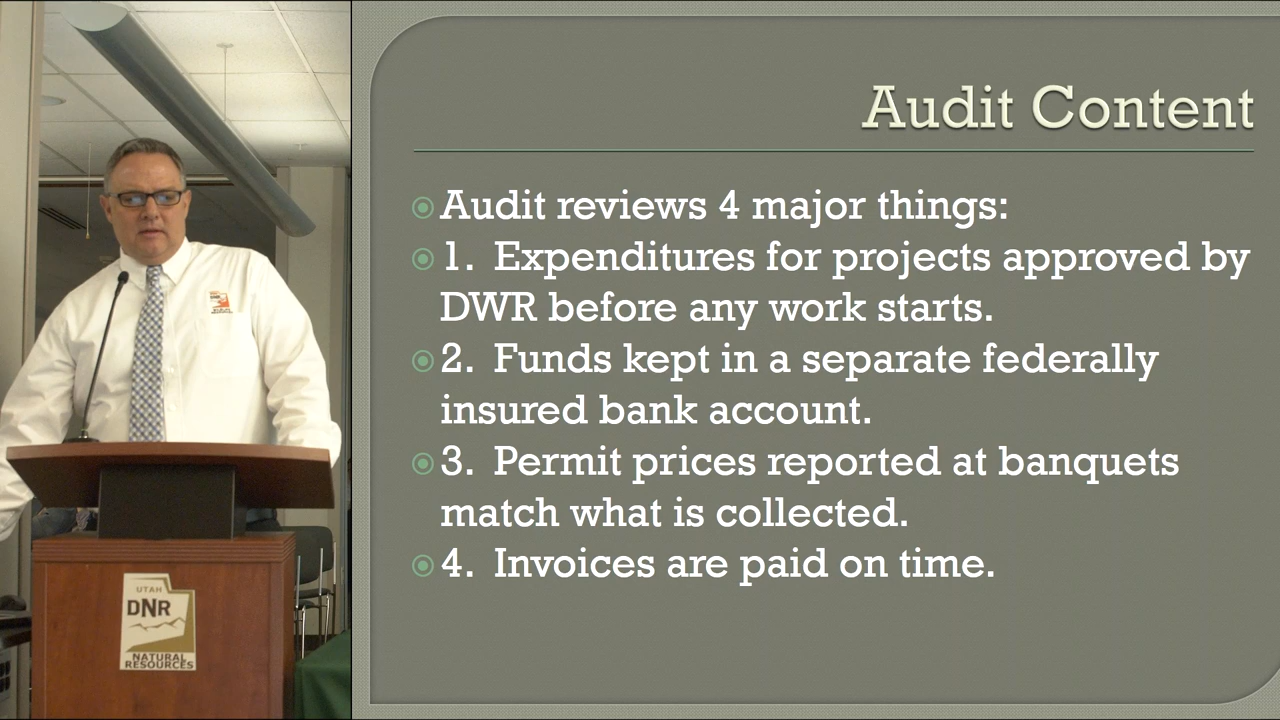 Audit Content
Audit reviews 4 major things:
1. Expenditures for projects approved by
DWR before any work starts.
2. Funds kept in a separate federally
insured bank account.
3. Permit prices reported at banquets
match what is collected.
4. Invoices are paid on time.
DNR
UTAH
DNR
NATURAL
RESOURCES